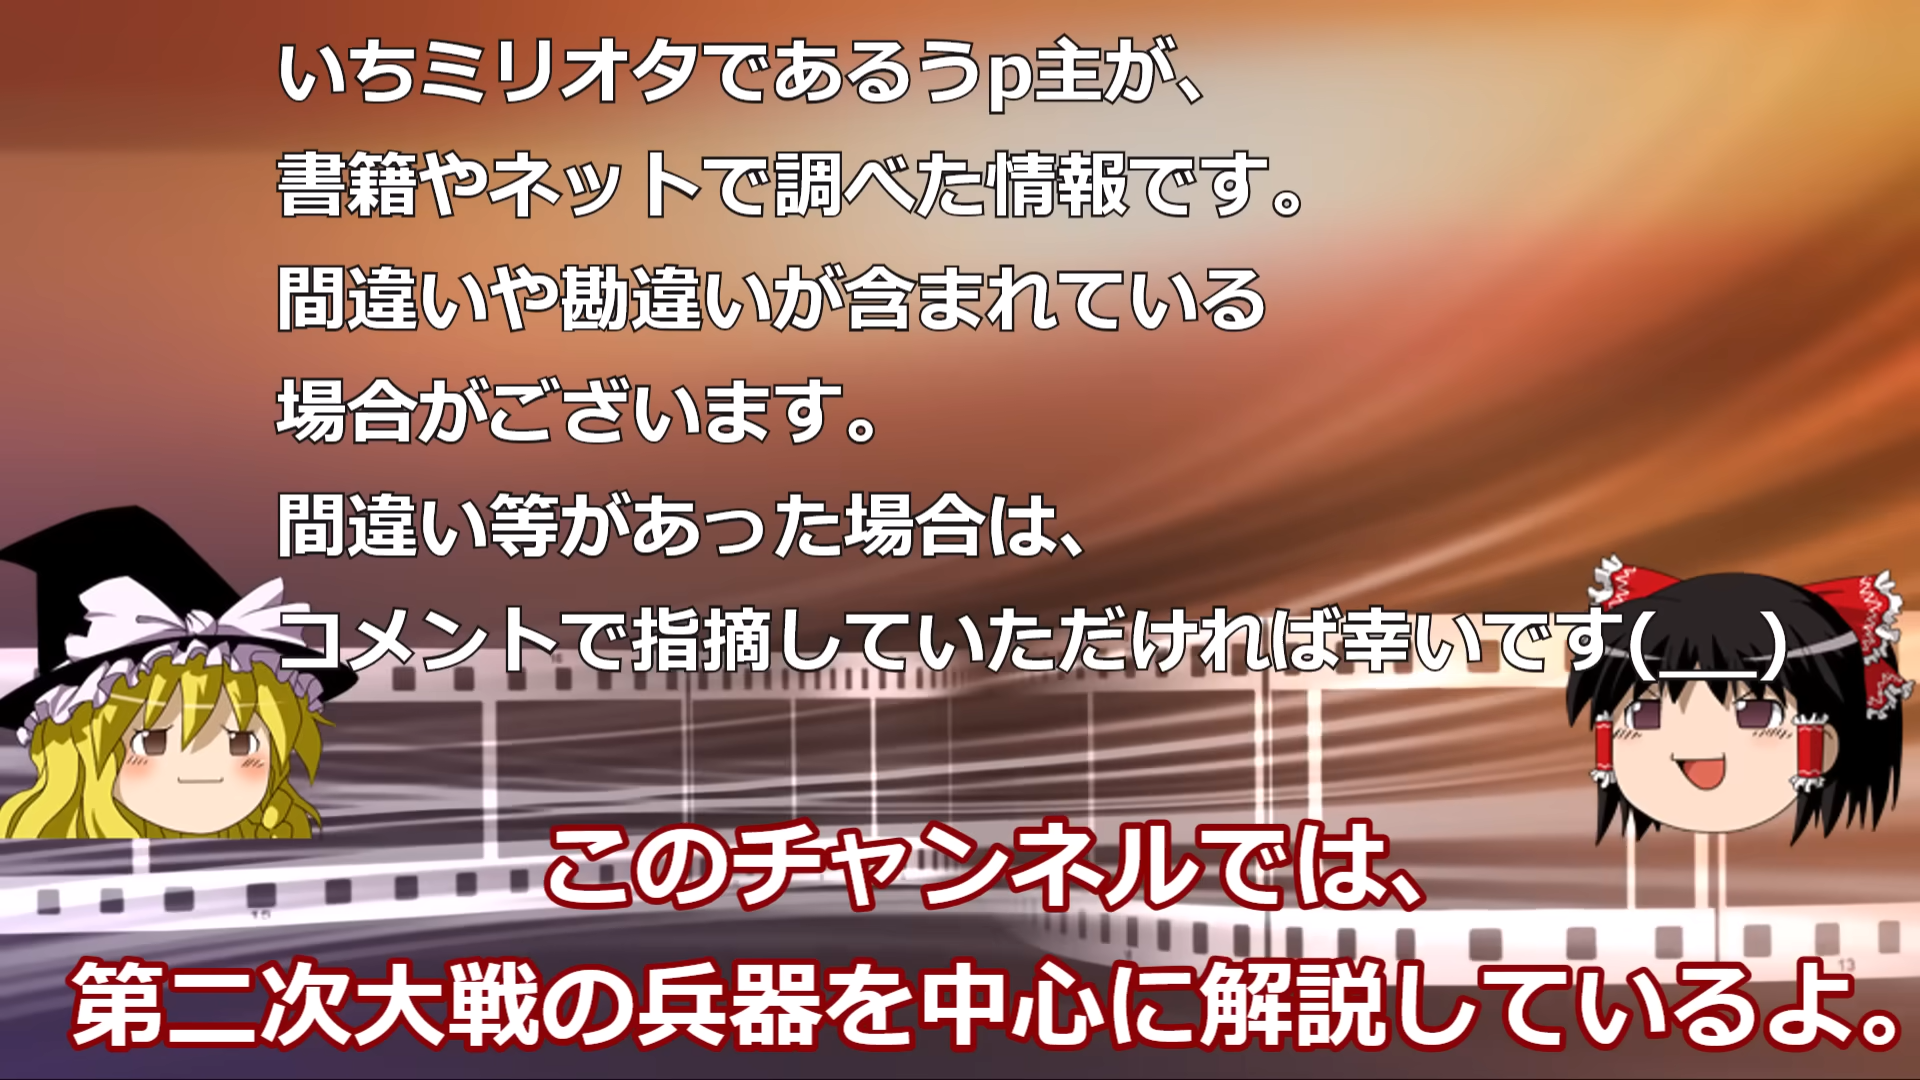 いちミリオタであるうp主が、
書籍やネットで調べた情報です。
間違いや勘違いが含まれている
場合がございます。
間違い等があった場合は、
コメントで指摘していただければ幸いです(__)
このチャンネルでは、
第二次大戦の兵器を中心に解説しているよ。